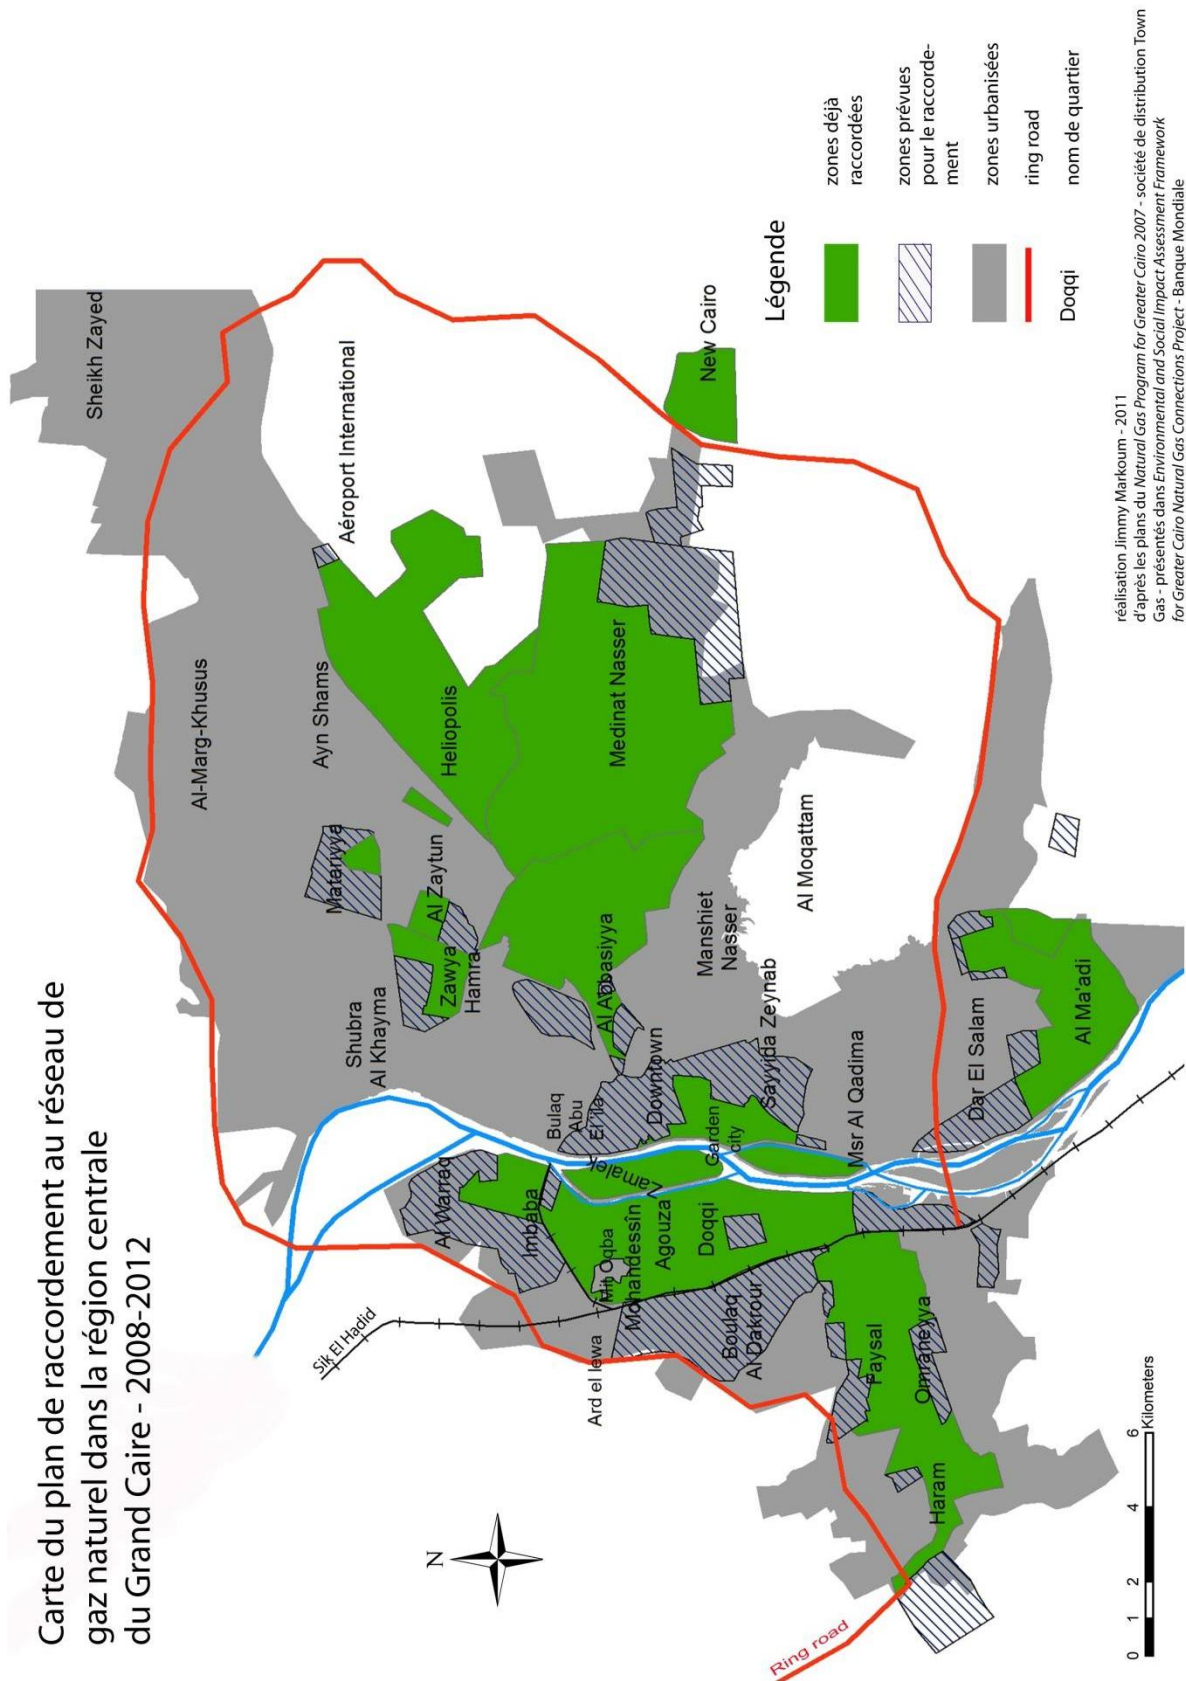 Carte du plan de raccordement au réseau de
gaz naturel dans la région centrale
du Grand Caire - 2008-2012
N
Sheikh Zayed
Al-Marg-Khusus
Aéroport International
Ayn Shams
Matariyya
Heliopolis
Al Zaytun
Zawya
Hamra
Shubra
Al Khayma
Medinat Nasser
New Cairo
Al Abbasiyya
Manshiet
Nasser
Al Moqattam
Bulaq
Abu
El 'ila
Downtown
Sayyida Zeynab
Garden
city
Zamalek
Msr Al Qadima
Dar El Salam
Al Ma'adi
Al Warraq
Imbaba
Mit Oqba
Mohandessîn
Agouza
Doqqi
Sik El Hadid
Ard el lewa
Boulaq
Al Dakrour
Faysal
Omraneyya
Haram
Ring road
0 1 2 4 6
Kilometers
Légende
zones déjà
raccordées
zones prévues
pour le raccorde-
ment
zones urbanisées
ring road
Doqqi
nom de quartier
réalisation Jimmy Markoum - 2011
d'après les plans du Natural Gas Program for Greater Cairo 2007 - société de distribution Town
Gas - présentés dans Environmental and Social Impact Assessment Framework
for Greater Cairo Natural Gas Connections Project - Banque Mondiale